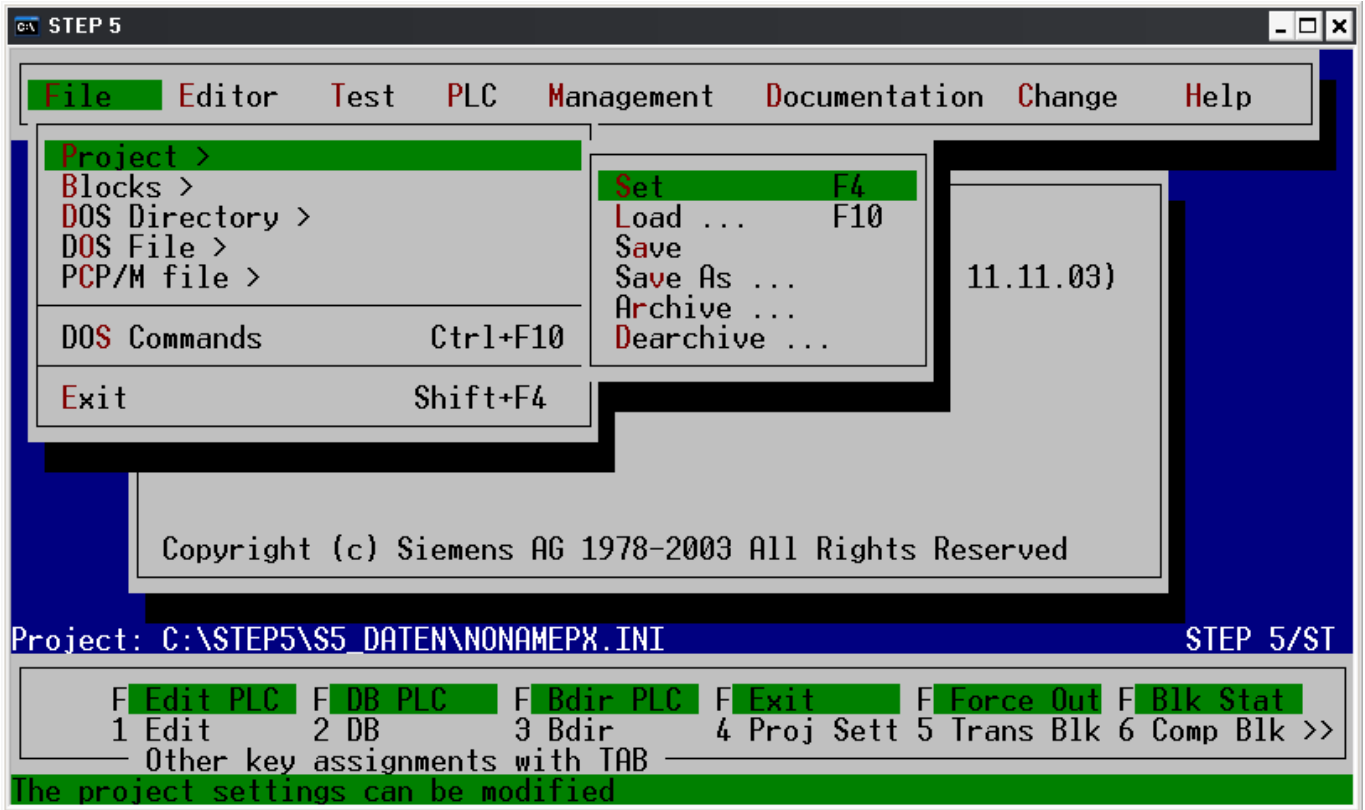 STEP 5
File Editor Test PLC Management Documentation Change Help
Project >
Blocks >
DOS Directory >
DOS File >
PCP/M file >
DOS Commands Ctrl+F10
Exit Shift+F4
Set F4
Load ... F10
Save
Save As ...
Archive ...
Dearchive ...
11.11.03)
Copyright (c) Siemens AG 1978-2003 All Rights Reserved
Project: C:\STEP5\S5_DATEN\NONAMEPX.INI STEP 5/ST
F Edit PLC F DB PLC F Bdir PLC F Exit F Force Out F Blk Stat
1 Edit 2 DB 3 Bdir 4 Proj Sett 5 Trans Blk 6 Comp Blk >>
Other key assignments with TAB
The project settings can be modified